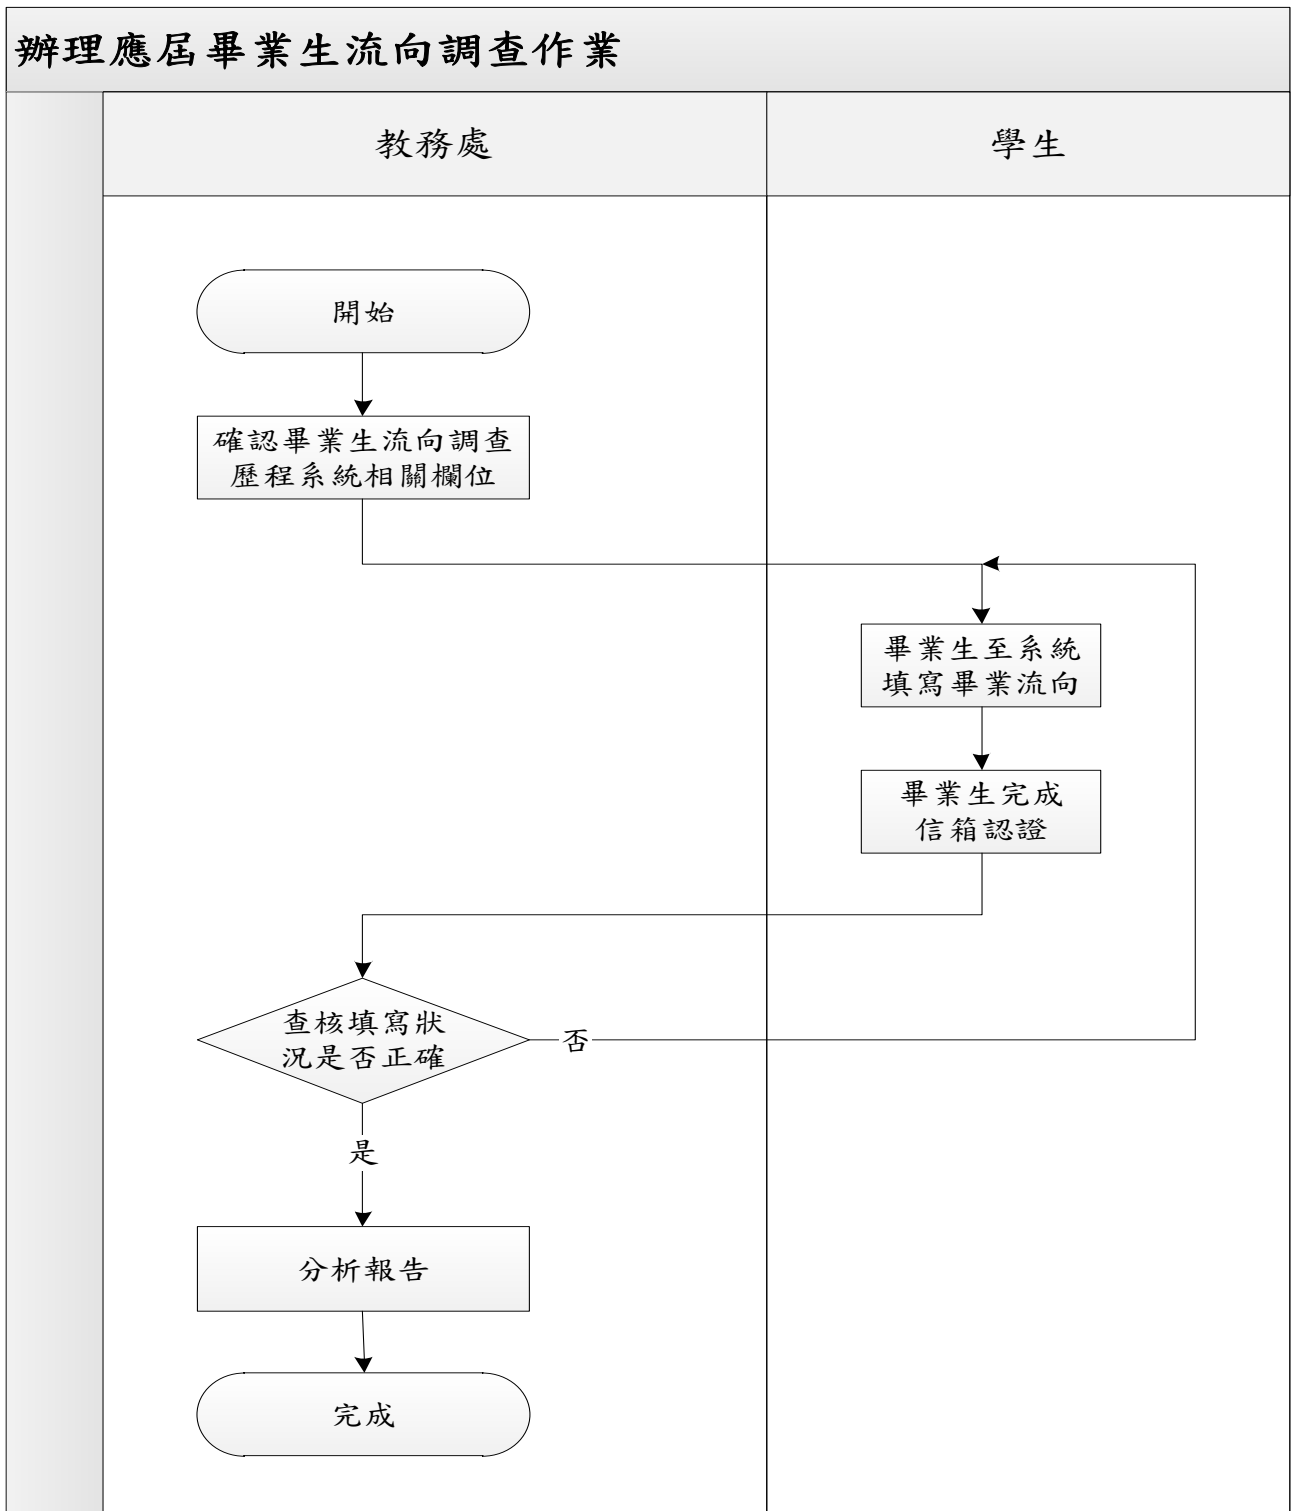 辦理應屆畢業生流向調查作業
教務處
學生
開始
確認畢業生流向調查
歷程系統相關欄位
畢業生至系統
填寫畢業流向
畢業生完成
信箱認證
查核填寫狀
況是否正確
否
是
分析報告
完成